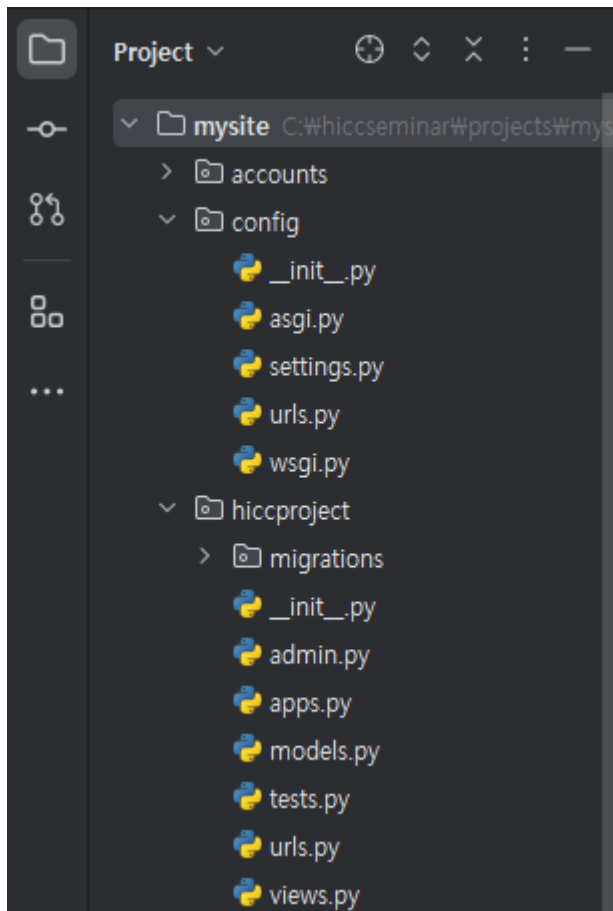 Project
mysite C:₩hiccseminar₩projects₩mys
accounts
config
__init__.py
asgi.py
settings.py
urls.py
wsgi.py
hiccproject
migrations
__init__.py
admin.py
apps.py
models.py
tests.py
urls.py
views.py